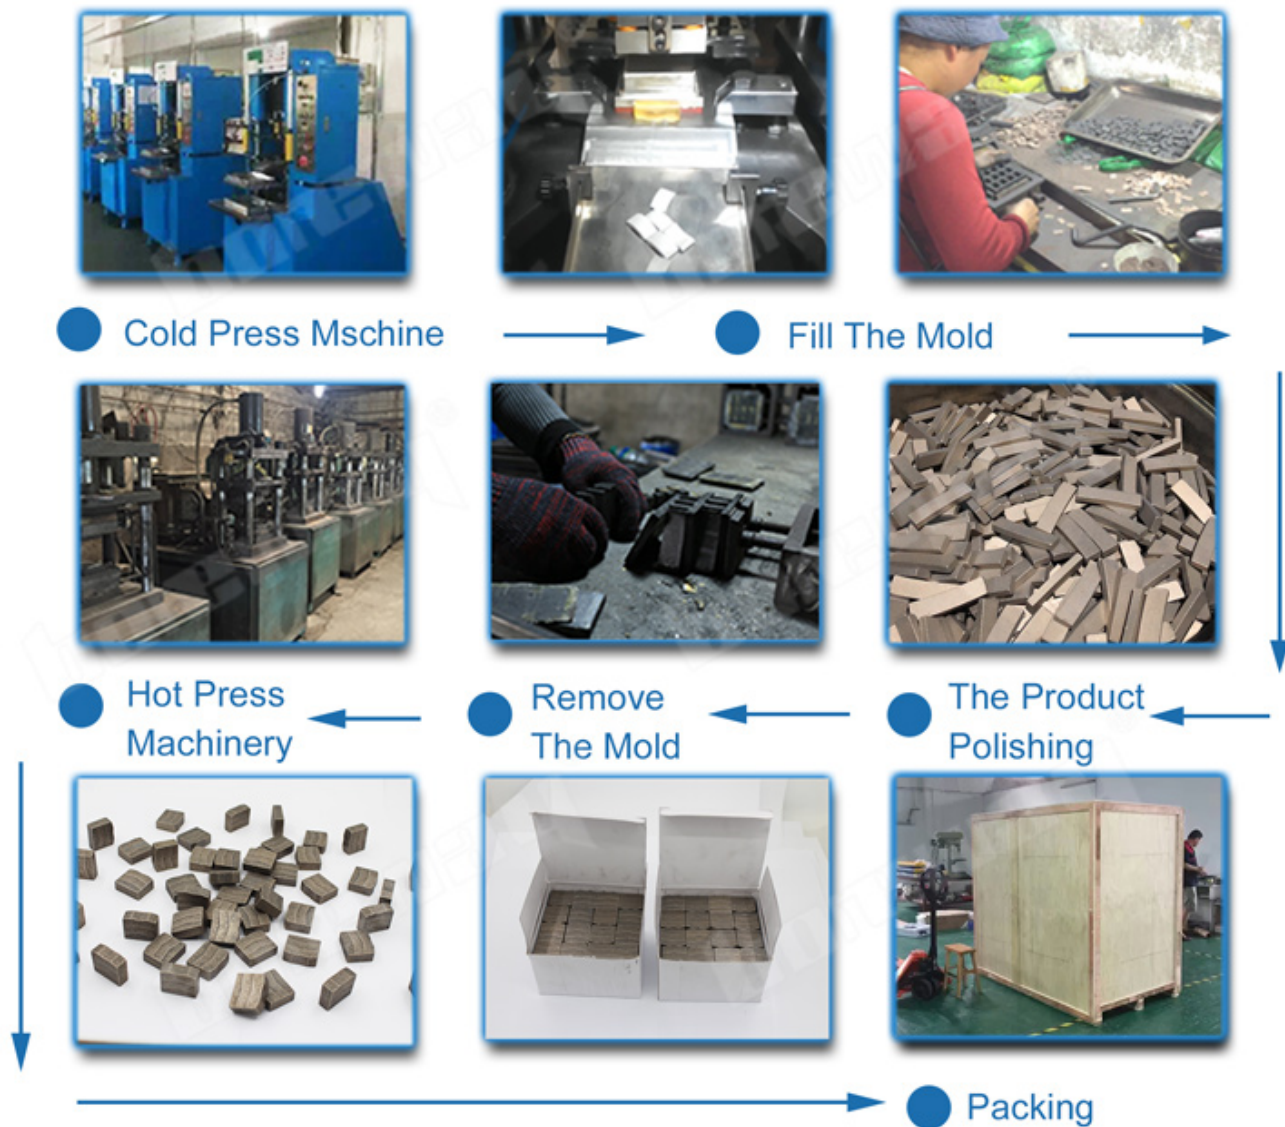 Cold Press Mschine
Fill The Mold
Hot Press
Machinery
Remove
The Mold
The Product
Polishing
Packing